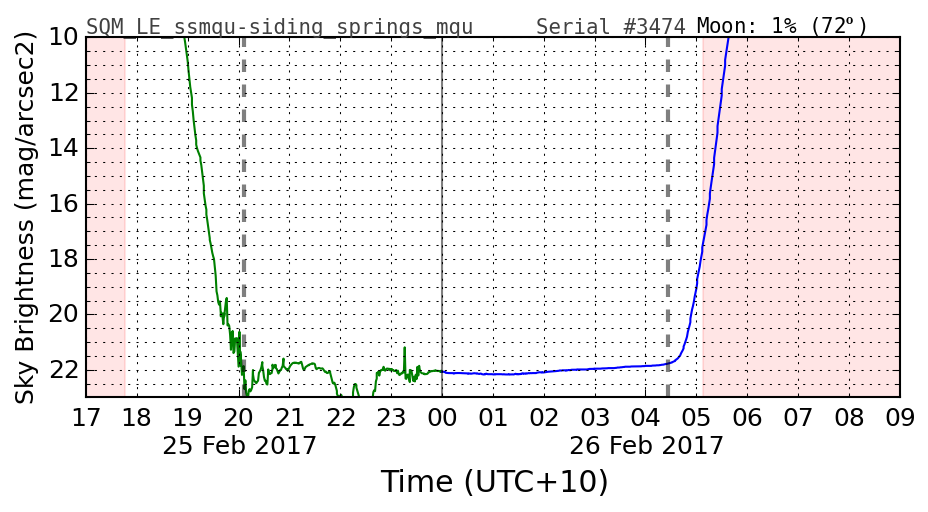 SQM_LE_ssmqu-siding_springs_mqu Serial #3474 Moon: 1% (72º)
Sky Brightness (mag/arcsec2)
10
12
14
16
18
20
22
17 18 19 20 21 22 23 00 01 02 03 04 05 06 07 08 09
25 Feb 2017 26 Feb 2017
Time (UTC+10)